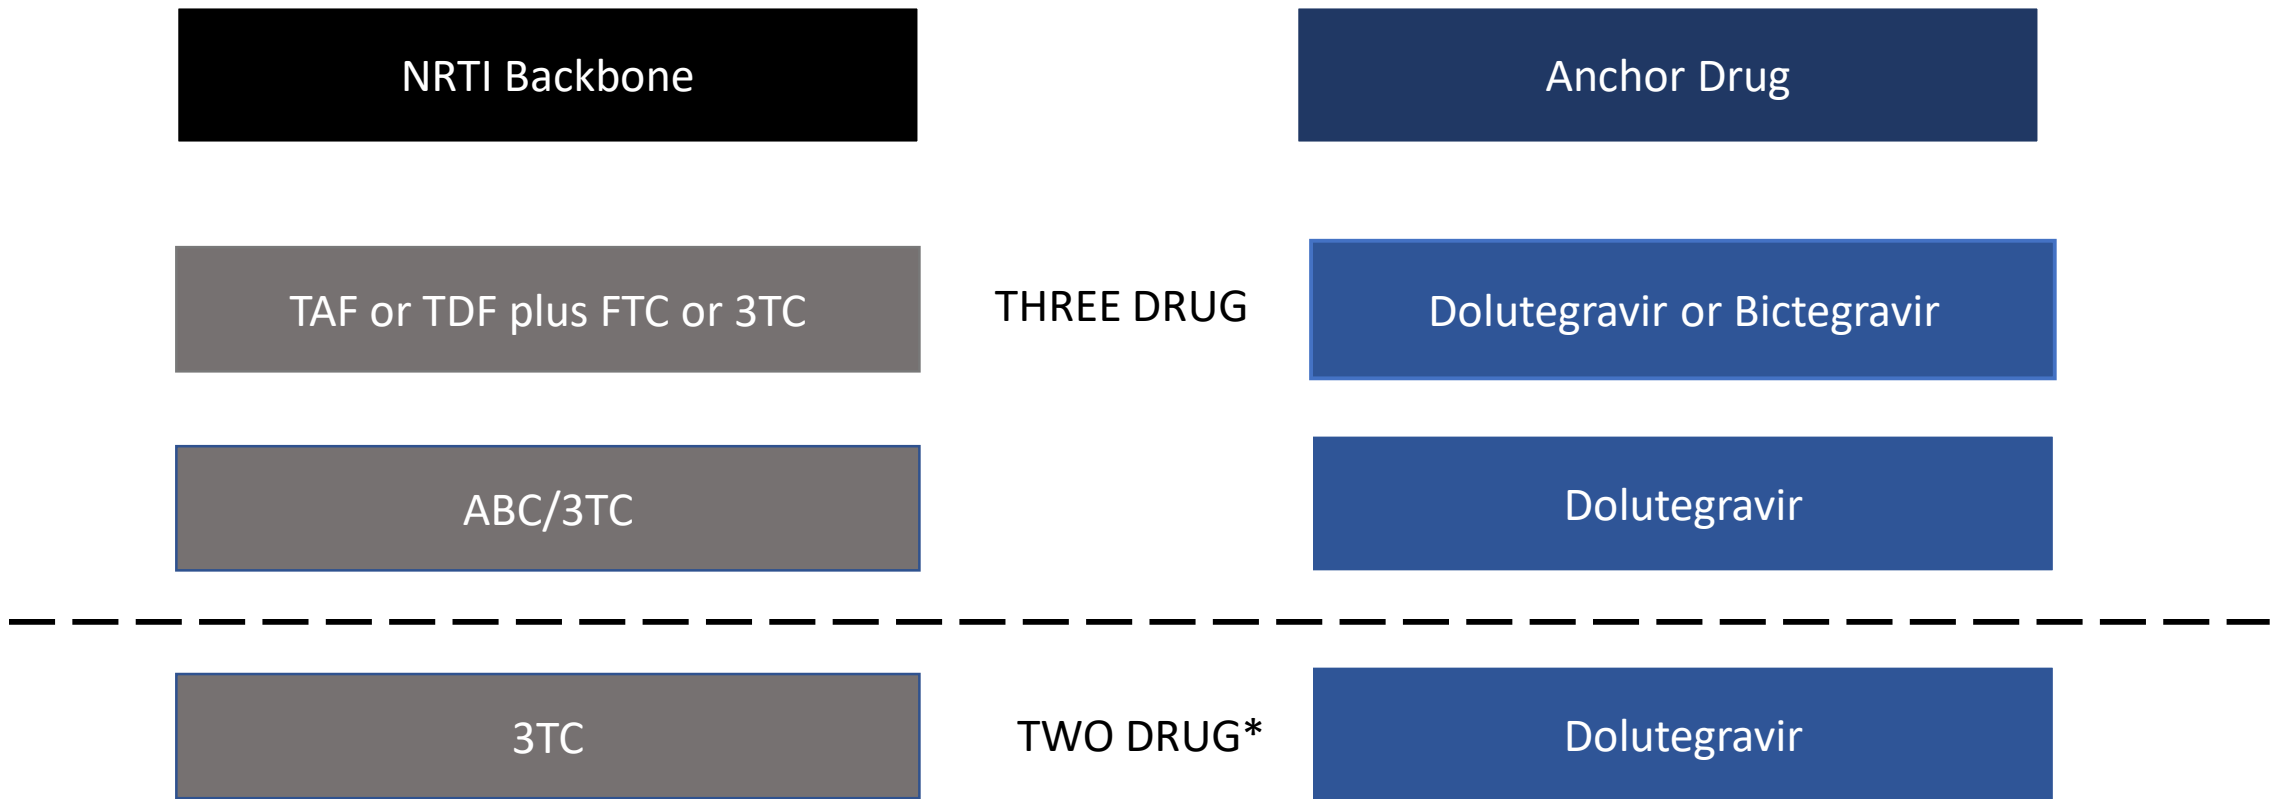 NRTI Backbone
Anchor Drug
TAF or TDF plus FTC or 3TC
THREE DRUG
Dolutegravir or Bictegravir
ABC/3TC
Dolutegravir
3TC
TWO DRUG*
Dolutegravir